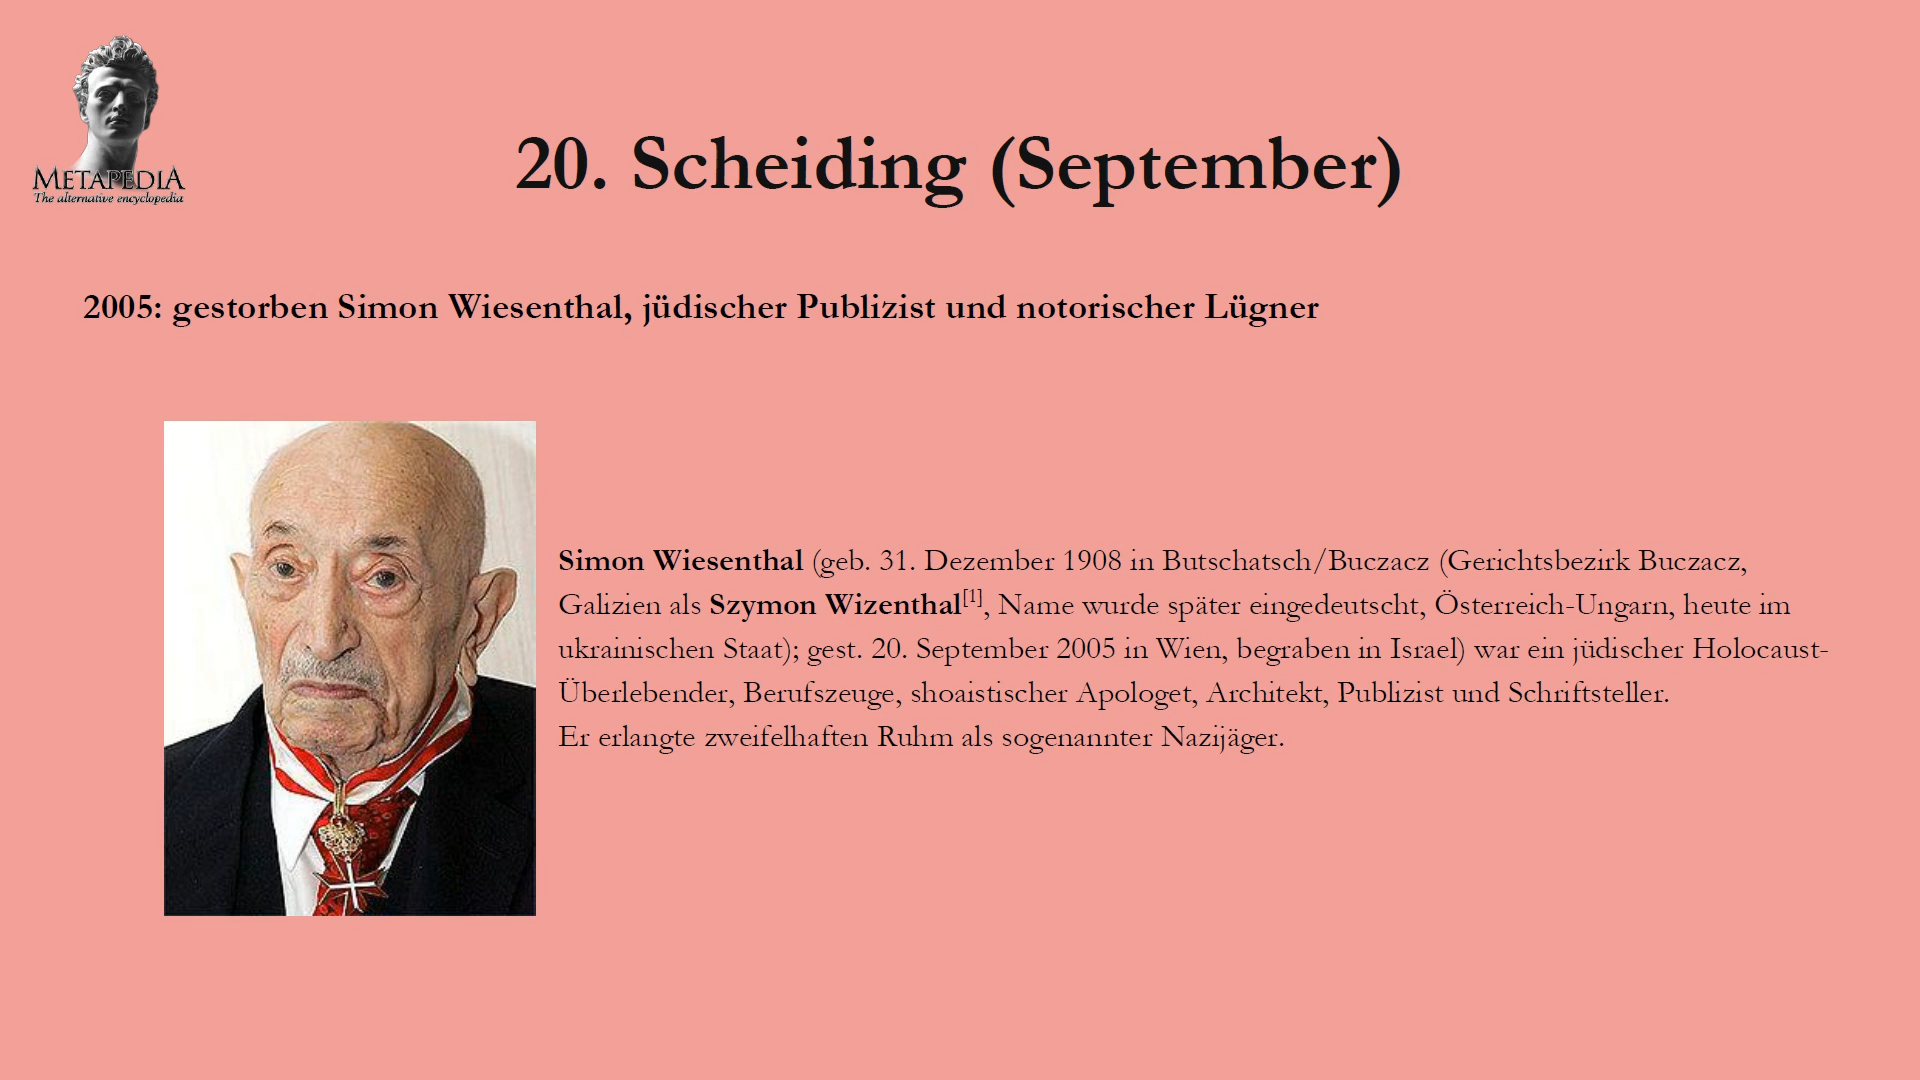 METAPEDIA
The alternative encyclopedia
20. Scheiding (September)
2005: gestorben Simon Wiesenthal, jüdischer Publizist und notorischer Lügner
Simon Wiesenthal (geb. 31. Dezember 1908 in Butschatsch/Buczacz (Gerichtsbezirk Buczacz,
Galizien als Szymon Wizenthal[1], Name wurde später eingedeutscht, Österreich-Ungarn, heute im
ukrainischen Staat); gest. 20. September 2005 in Wien, begraben in Israel) war ein jüdischer Holocaust-
Überlebender, Berufszeuge, shoaistischer Apologet, Architekt, Publizist und Schriftsteller.
Er erlangte zweifelhaften Ruhm als sogenannter Nazijäger.